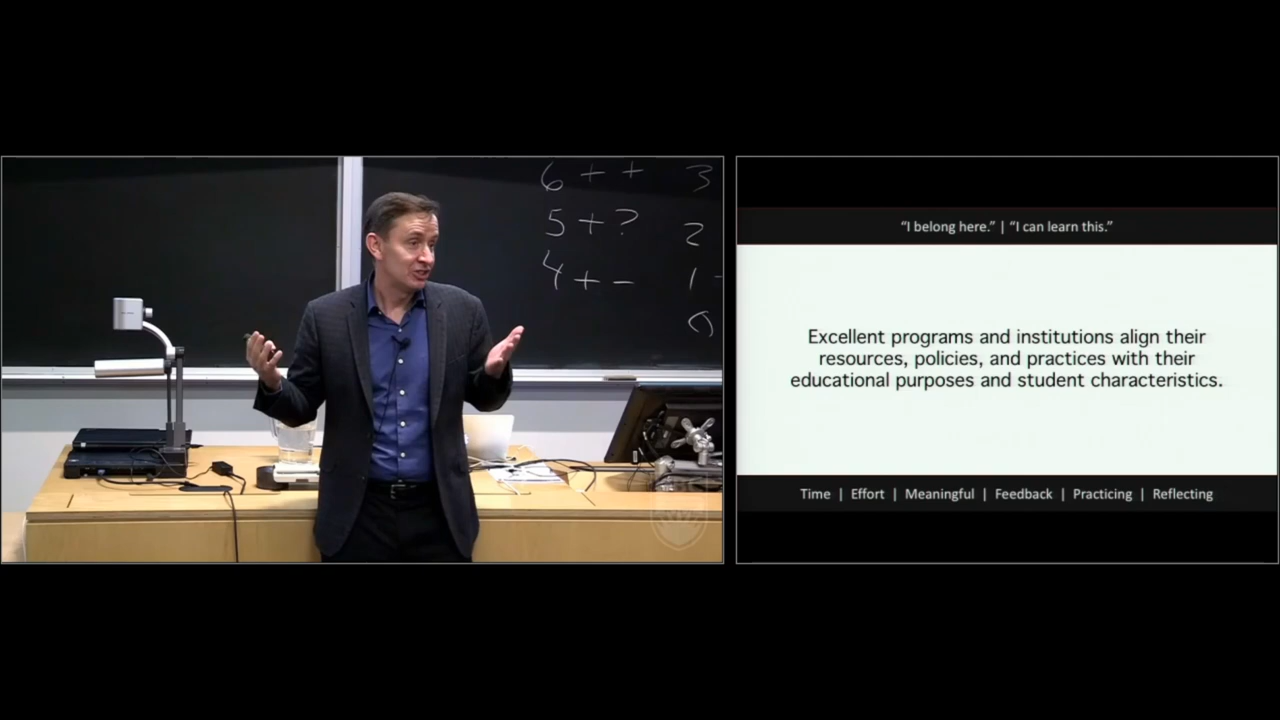 6 + + 3
5 + ? 2
4 + - 1 -
0
“I belong here.” | “I can learn this.”
Excellent programs and institutions align their
resources, policies, and practices with their
educational purposes and student characteristics.
Time | Effort | Meaningful | Feedback | Practicing | Reflecting